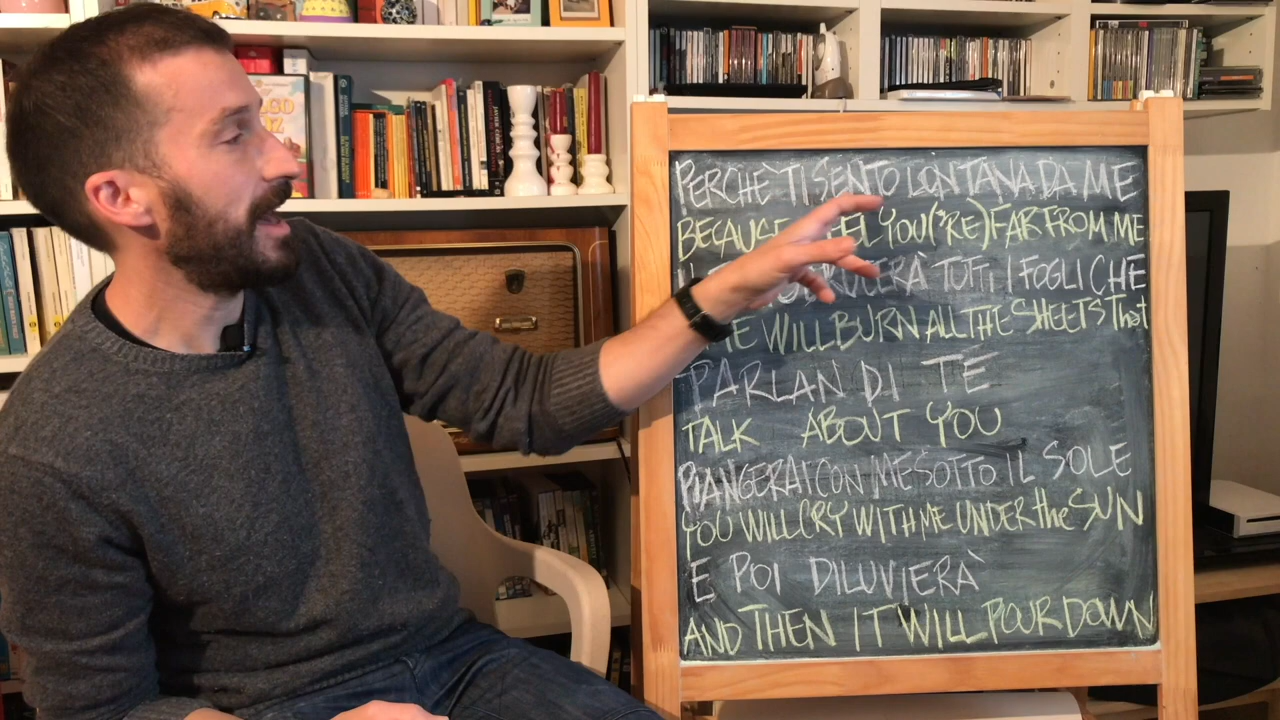 PERCHÈ TI SENTO LONTANA DA ME
BECAUSE YOU('RE) FAR FROM ME
TUTTI I FOGLI CHE
WILL BURN ALL THE SHEETS That
PARLAN DI TE
TALK ABOUT YOU
PIANGERAI CON ME SOTTO IL SOLE
YOU WILL CRY WITH ME UNDER the SUN
E POI DILUVIERÀ
AND THEN IT WILL POUR DOWN